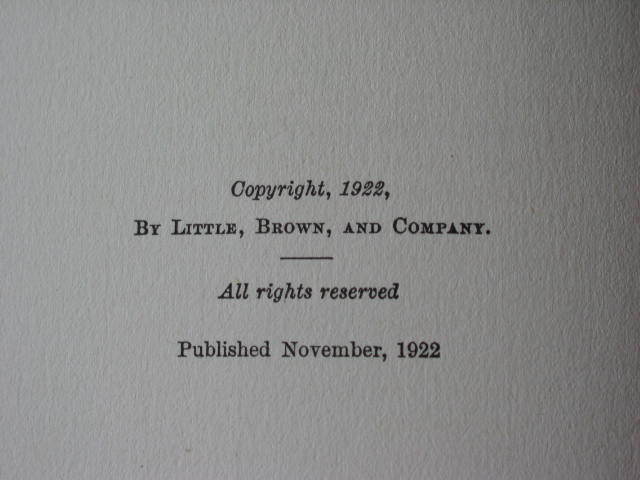 Copyright, 1922,
By Little, Brown, and Company.
All rights reserved
Published November, 1922